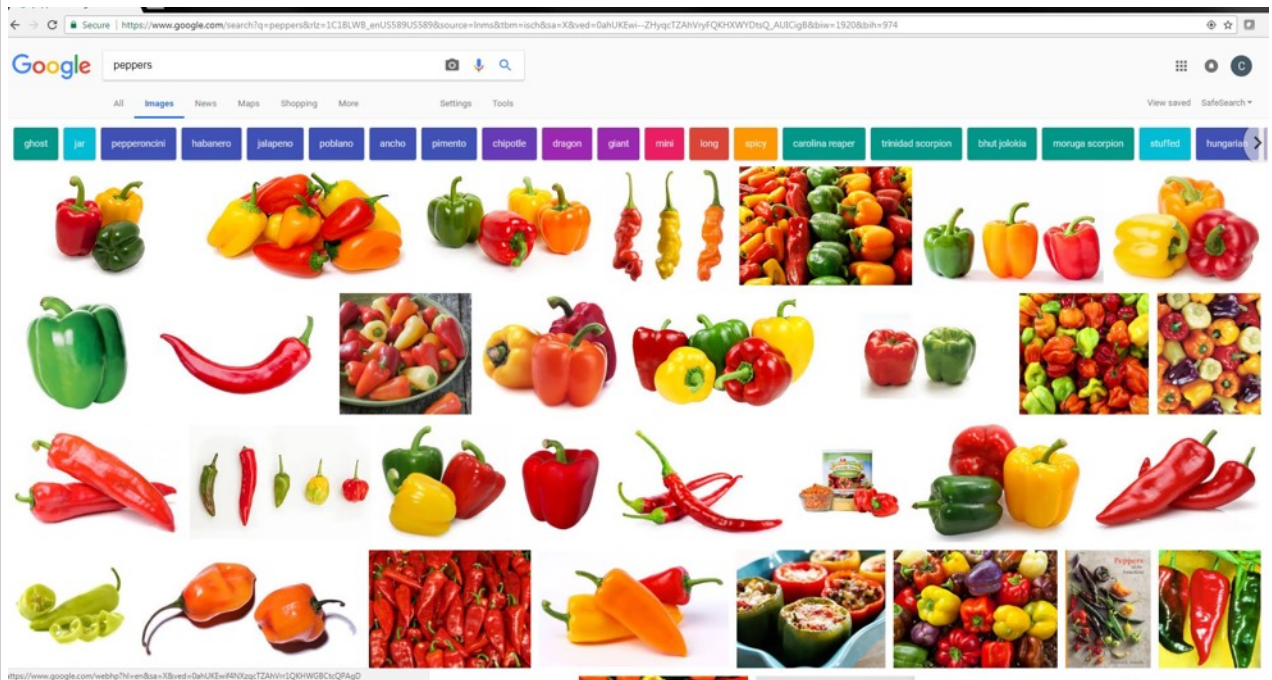 Secure | https://www.google.com/search?q=peppers&rlz=1C1BLWB_enUS589US589&source=lnms&tbm=isch&sa=X&ved=0ahUKEwi--ZHyqcTZAhVryFQKHXWYDtsQ_AUICigB&biw=1920&bih=974
Google peppers C
All Images News Maps Shopping More Settings Tools View saved SafeSearch
ghost jar pepperoncini habanero jalapeno poblano ancho pimento chipotle dragon giant mini long spicy carolina reaper trinidad scorpion bhut jolokia moruga scorpion stuffed hungarian
Peppers